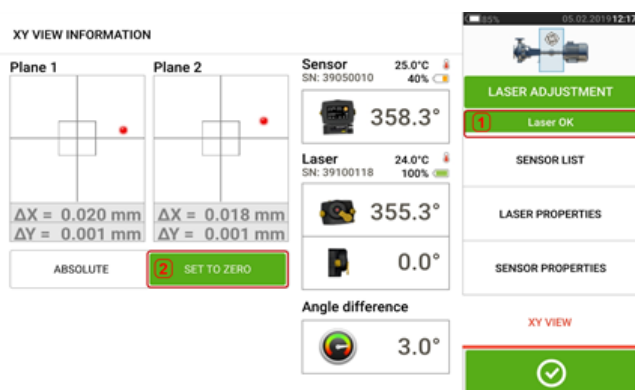 85% 05.02.2019 12:17
XY VIEW INFORMATION
Plane 1
Plane 2
ΔX = 0.020 mm
ΔY = 0.001 mm
ΔX = 0.018 mm
ΔY = 0.001 mm
ABSOLUTE
2 SET TO ZERO
Sensor 25.0°C
SN: 39050010 40%
358.3°
Laser 24.0°C
SN: 39100118 100%
355.3°
0.0°
Angle difference
3.0°
LASER ADJUSTMENT
1 Laser OK
SENSOR LIST
LASER PROPERTIES
SENSOR PROPERTIES
XY VIEW